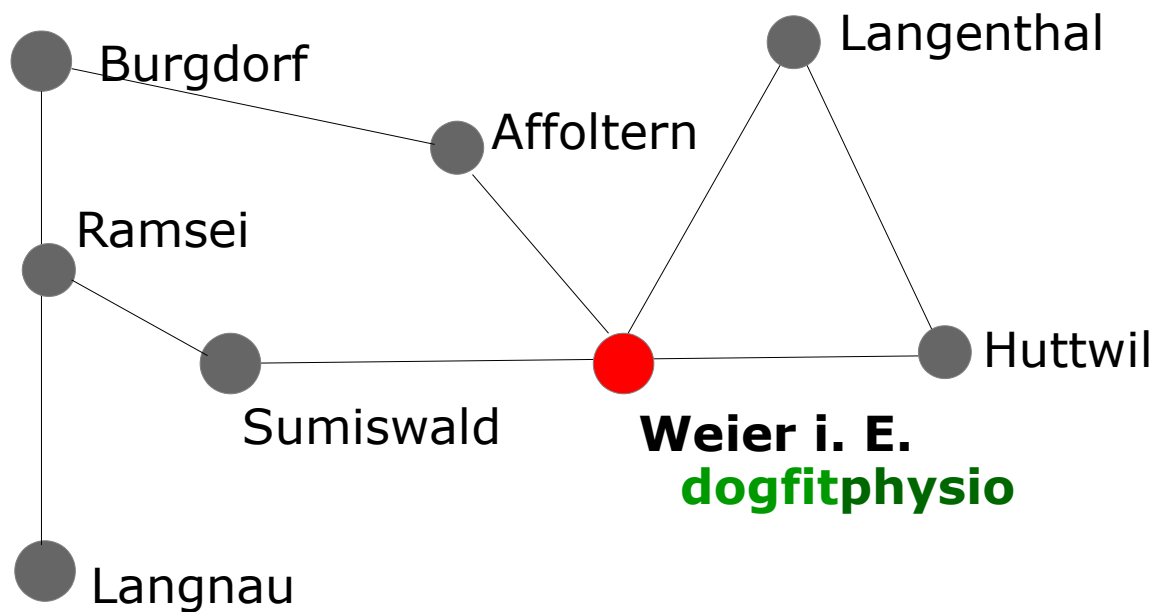 Langenthal
Burgdorf
Affoltern
Ramsei
Huttwil
Sumiswald
Weier i. E.
dogfitphysio
Langnau